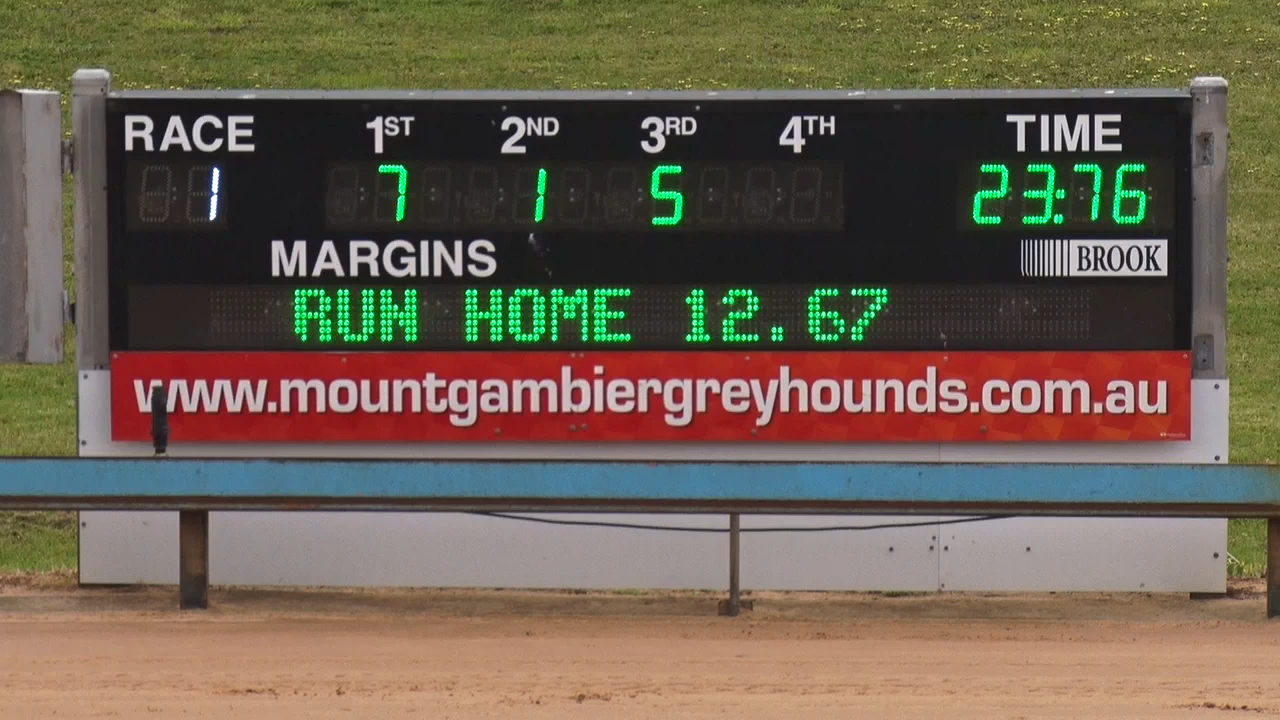 RACE 1ST 2ND 3RD 4TH TIME
1 7 1 5 23:76
MARGINS BROOK
RUN HOME 12.67
www.mountgambiergreyhounds.com.au